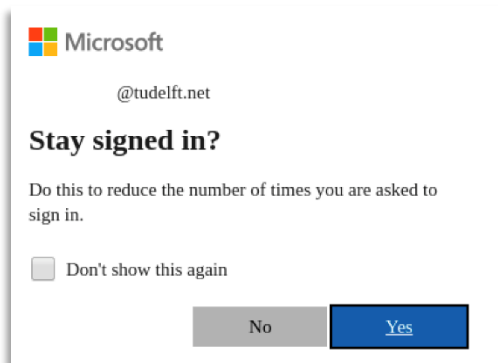 Microsoft
@tudelft.net
Stay signed in?
Do this to reduce the number of times you are asked to
sign in.
Don't show this again
No Yes